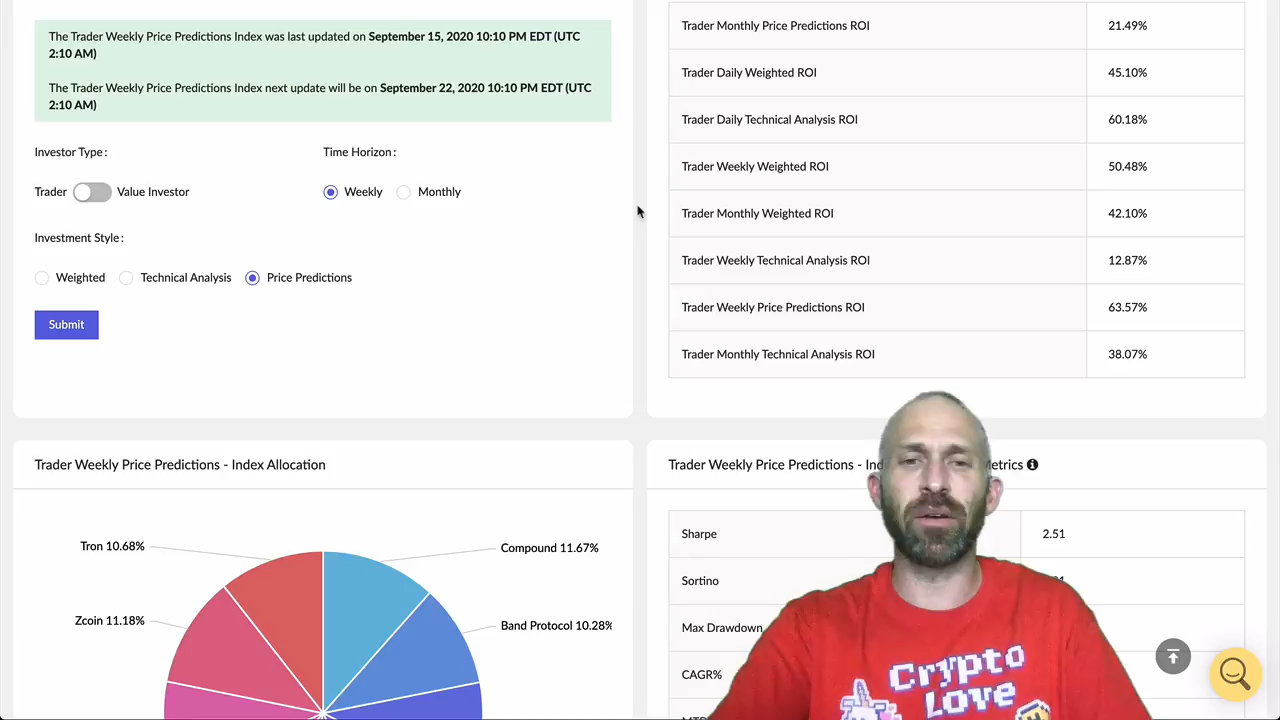 The Trader Weekly Price Predictions Index was last updated on September 15, 2020 10:10 PM EDT (UTC
2:10 AM)
The Trader Weekly Price Predictions Index next update will be on September 22, 2020 10:10 PM EDT (UTC
2:10 AM)
Investor Type :
Time Horizon :
Trader
Value Investor
Weekly
Monthly
Investment Style :
Weighted
Technical Analysis
Price Predictions
Submit
Trader Monthly Price Predictions ROI 21.49%
Trader Daily Weighted ROI 45.10%
Trader Daily Technical Analysis ROI 60.18%
Trader Weekly Weighted ROI 50.48%
Trader Monthly Weighted ROI 42.10%
Trader Weekly Technical Analysis ROI 12.87%
Trader Weekly Price Predictions ROI 63.57%
Trader Monthly Technical Analysis ROI 38.07%
Trader Weekly Price Predictions - Index Allocation
Tron 10.68%
Compound 11.67%
Zcoin 11.18%
Band Protocol 10.28%
Trader Weekly Price Predictions -
Sharpe 2.51
Sortino
Max Drawdown
CAGR%
Crypto
Love